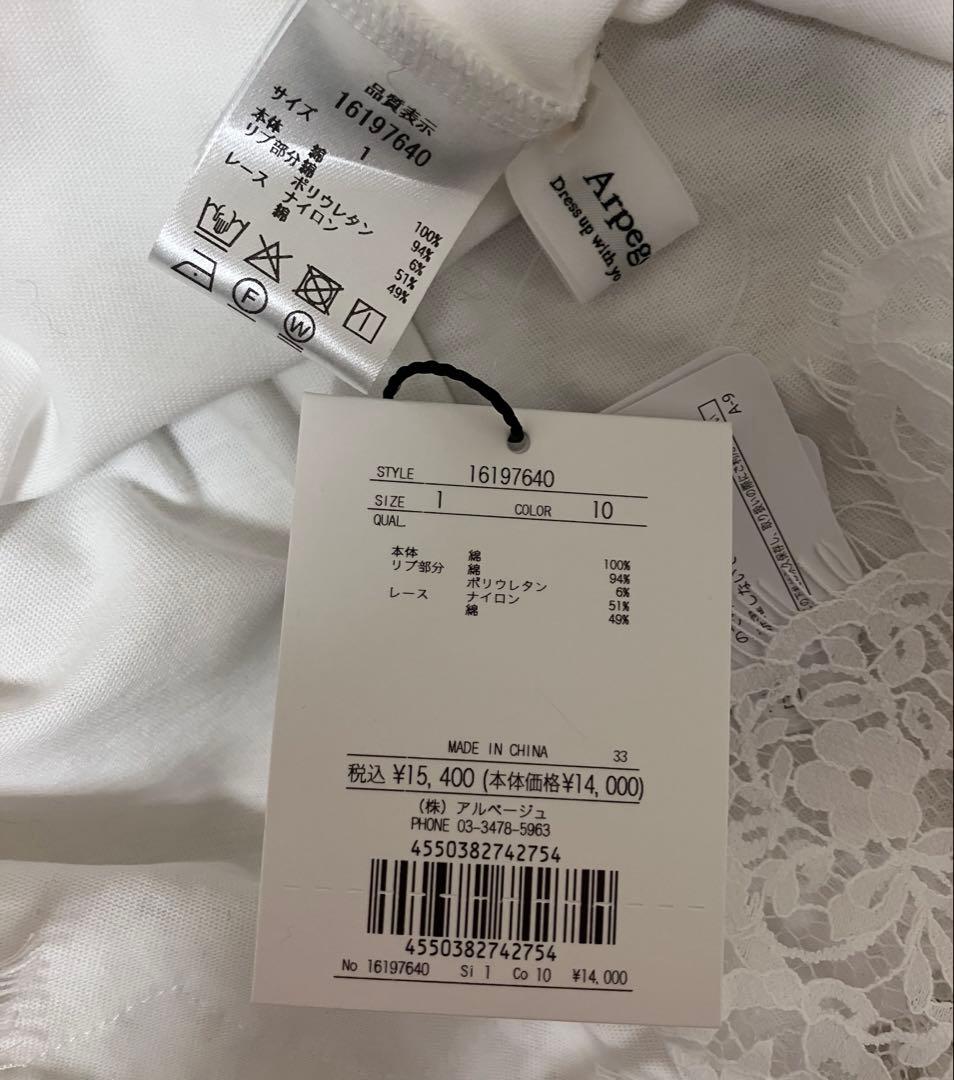 品質表示
16197640
サイズ 1
本体 綿 100%
リブ部分 綿 94%
ポリウレタン 6%
レース ナイロン 51%
綿 49%
F
W
Arpeg
Dress up with yo
A-9
STYLE 16197640
SIZE 1 COLOR 10
QUAL.
本体 綿 100%
リブ部分 綿 94%
ポリウレタン 6%
レース ナイロン 51%
綿 49%
MADE IN CHINA 33
税込 ¥15,400 (本体価格¥14,000)
(株) アルページュ
PHONE 03-3478-5963
4550382742754
4550382742754
No 16197640 Si 1 Co 10 ¥14,000